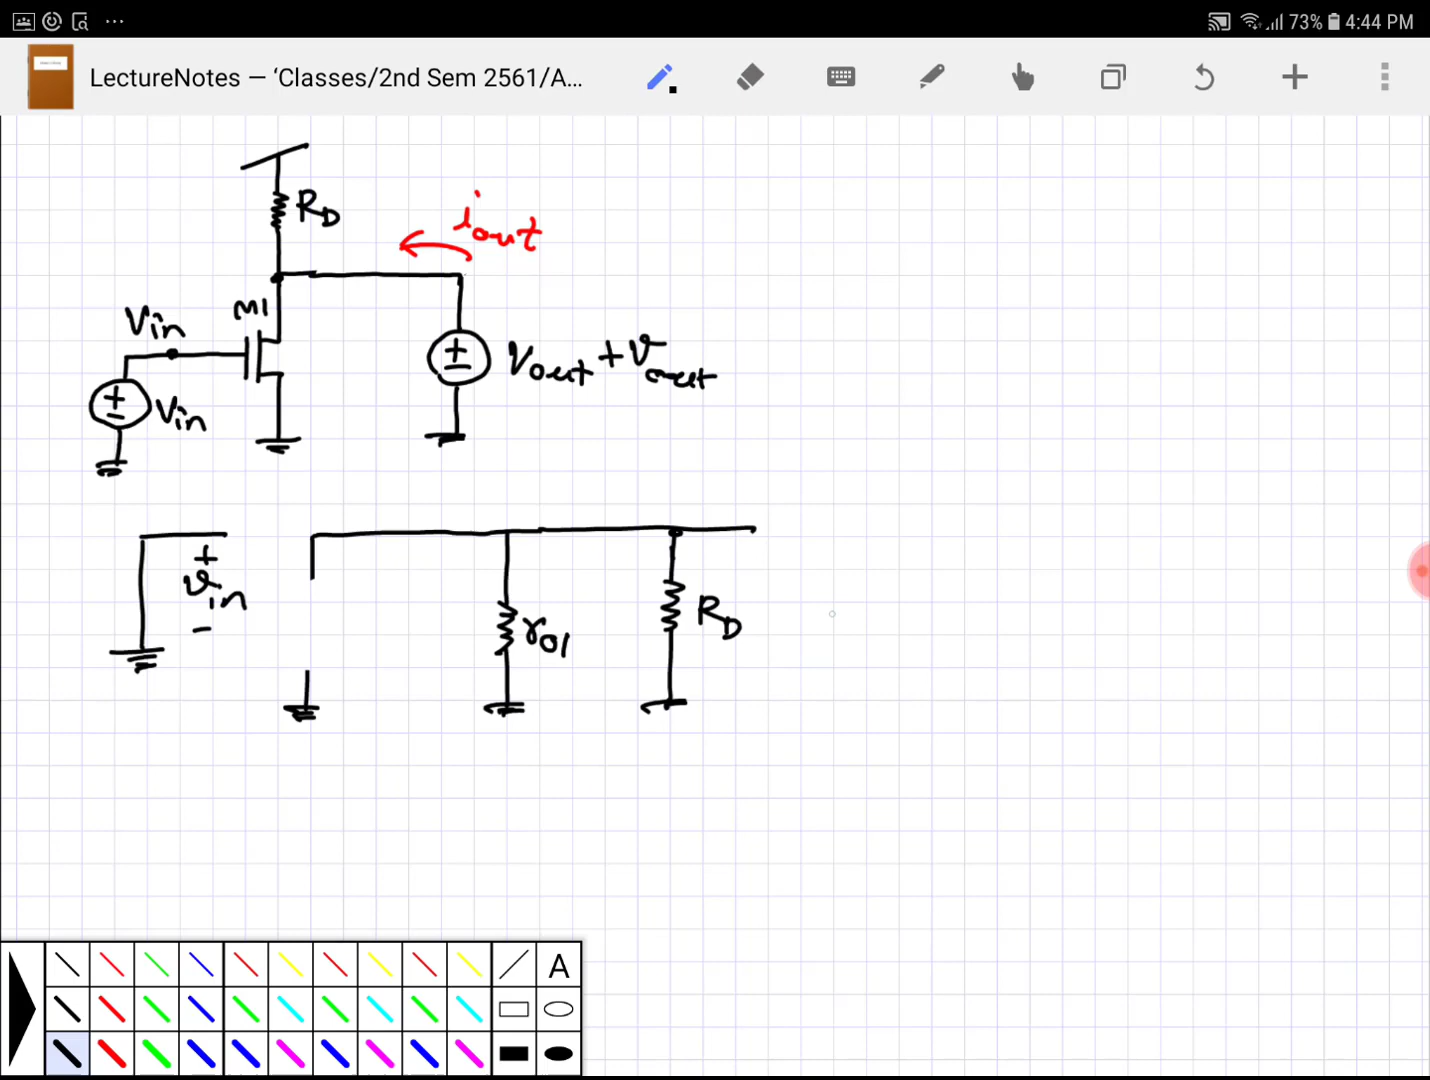 73% 4:44 PM
LectureNotes – ‘Classes/2nd Sem 2561/A...
RD
iout
M1
Vin
+
Vout + vout
+
Vin
+
vin
-
ro1
RD
A